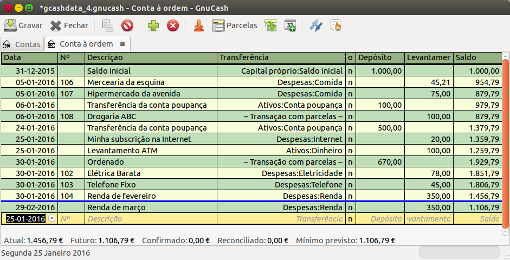 *gcashdata_4.gnucash - Conta à ordem - GnuCash
Gravar Fechar Parcelas
Contas Conta à ordem
Data Nº Descrição Transferência o Depósito Levantamer Saldo
31-12-2015 Saldo inicial Capital próprio:Saldo inicial n 1.000,00 1.000,00
05-01-2016 106 Mercearia da esquina Despesas:Comida n 45,21 954,79
05-01-2016 107 Hipermercado da avenida Despesas:Comida n 75,00 879,79
06-01-2016 Transferência da conta poupança Ativos:Conta poupança n 100,00 979,79
06-01-2016 108 Drogaria ABC -- Transação com parcelas -- n 100,00 879,79
24-01-2016 Transferência da conta poupança Ativos:Conta poupança n 500,00 1.379,79
25-01-2016 Minha subscrição na Internet Despesas:Internet n 20,00 1.359,79
25-01-2016 Levantamento ATM Ativos:Dinheiro n 100,00 1.259,79
30-01-2016 Ordenado -- Transação com parcelas -- n 670,00 1.929,79
30-01-2016 102 Elétrica Barata Despesas:Eletricidade n 78,00 1.851,79
30-01-2016 103 Telefone Fixo Despesas:Telefone n 45,00 1.806,79
30-01-2016 104 Renda de fevereiro Despesas:Renda n 350,00 1.456,79
29-02-2016 Renda de março Despesas:Renda n 350,00 1.106,79
25-01-2016 Nº Descrição Transferência n Depósito vantamento Saldo
Atual: 1.456,79 € Futuro: 1.106,79 € Confirmado: 0,00 € Reconciliado: 0,00 € Mínimo previsto: 1.106,79 €
Segunda 25 Janeiro 2016